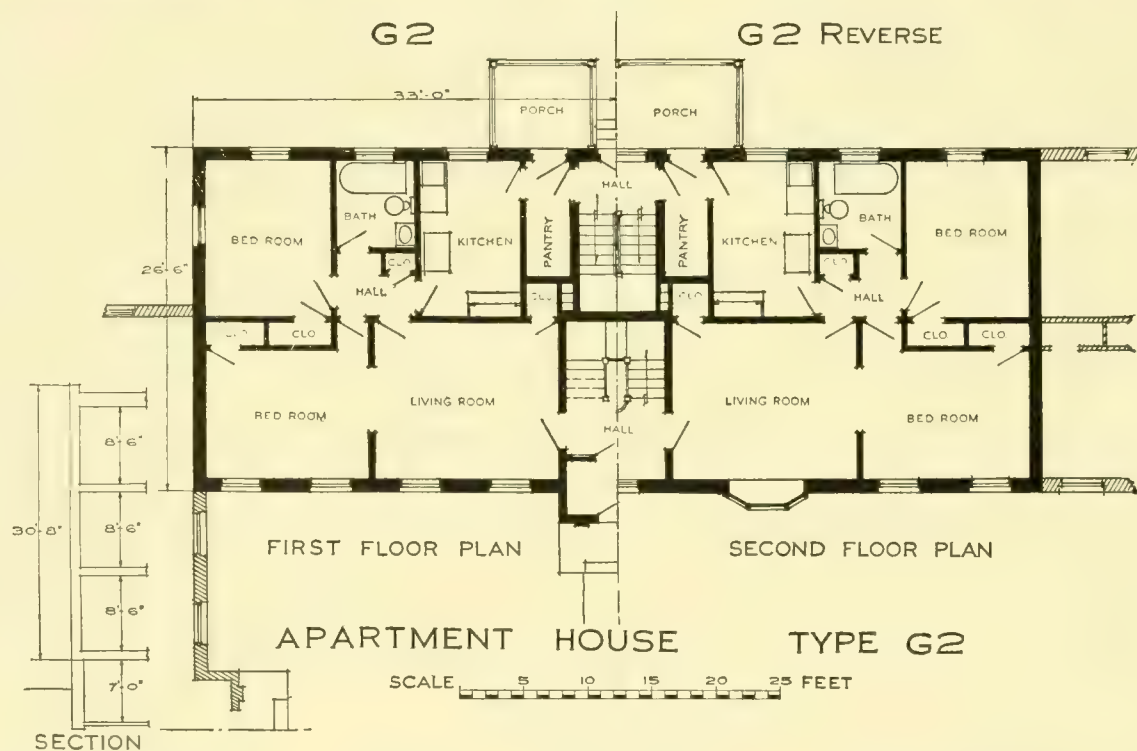 G2 G2 REVERSE
33'-0"
PORCH PORCH
HALL
BATH BATH
BED ROOM KITCHEN PANTRY PANTRY KITCHEN BED ROOM
CLO CLO
26'-6"
HALL HALL
CLO CLO
CLO CLO CLO CLO
BED ROOM LIVING ROOM LIVING ROOM BED ROOM
HALL
8'-6"
30'-8"
8'-6"
FIRST FLOOR PLAN SECOND FLOOR PLAN
8'-6"
APARTMENT HOUSE TYPE G2
7'-0"
SCALE 5 10 15 20 25 FEET
SECTION